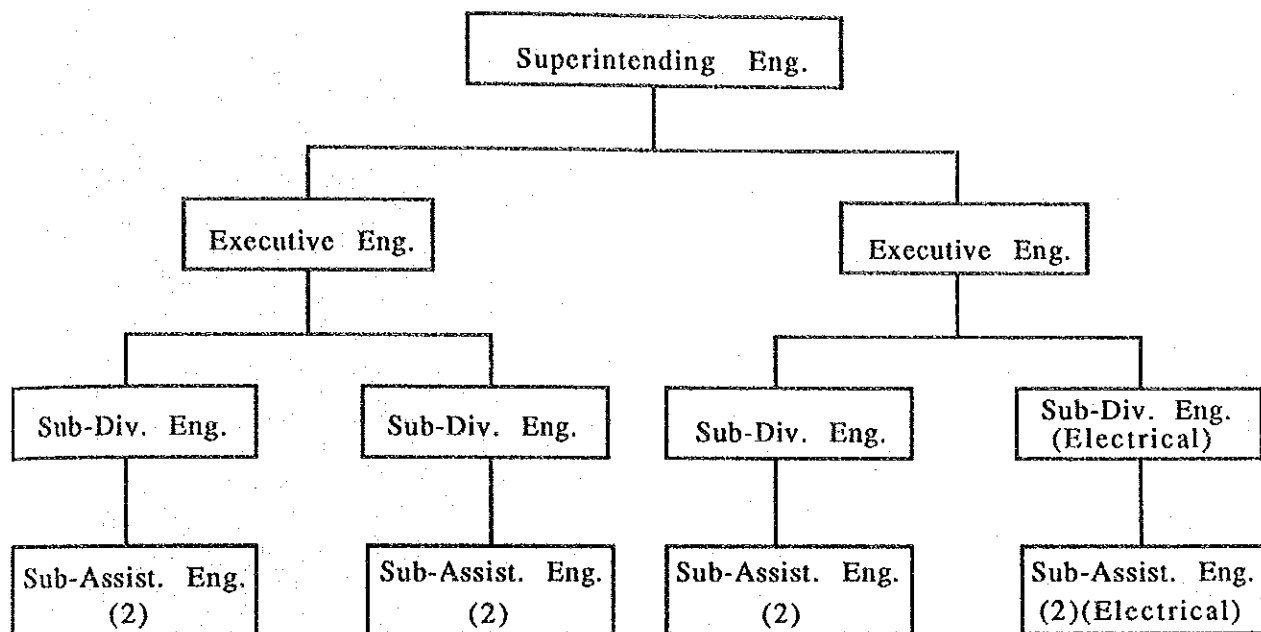 Superintending Eng.
Executive Eng.
Executive Eng.
Sub-Div. Eng.
Sub-Div. Eng.
Sub-Div. Eng.
Sub-Div. Eng.
(Electrical)
Sub-Assist. Eng.
(2)
Sub-Assist. Eng.
(2)
Sub-Assist. Eng.
(2)
Sub-Assist. Eng.
(2)(Electrical)